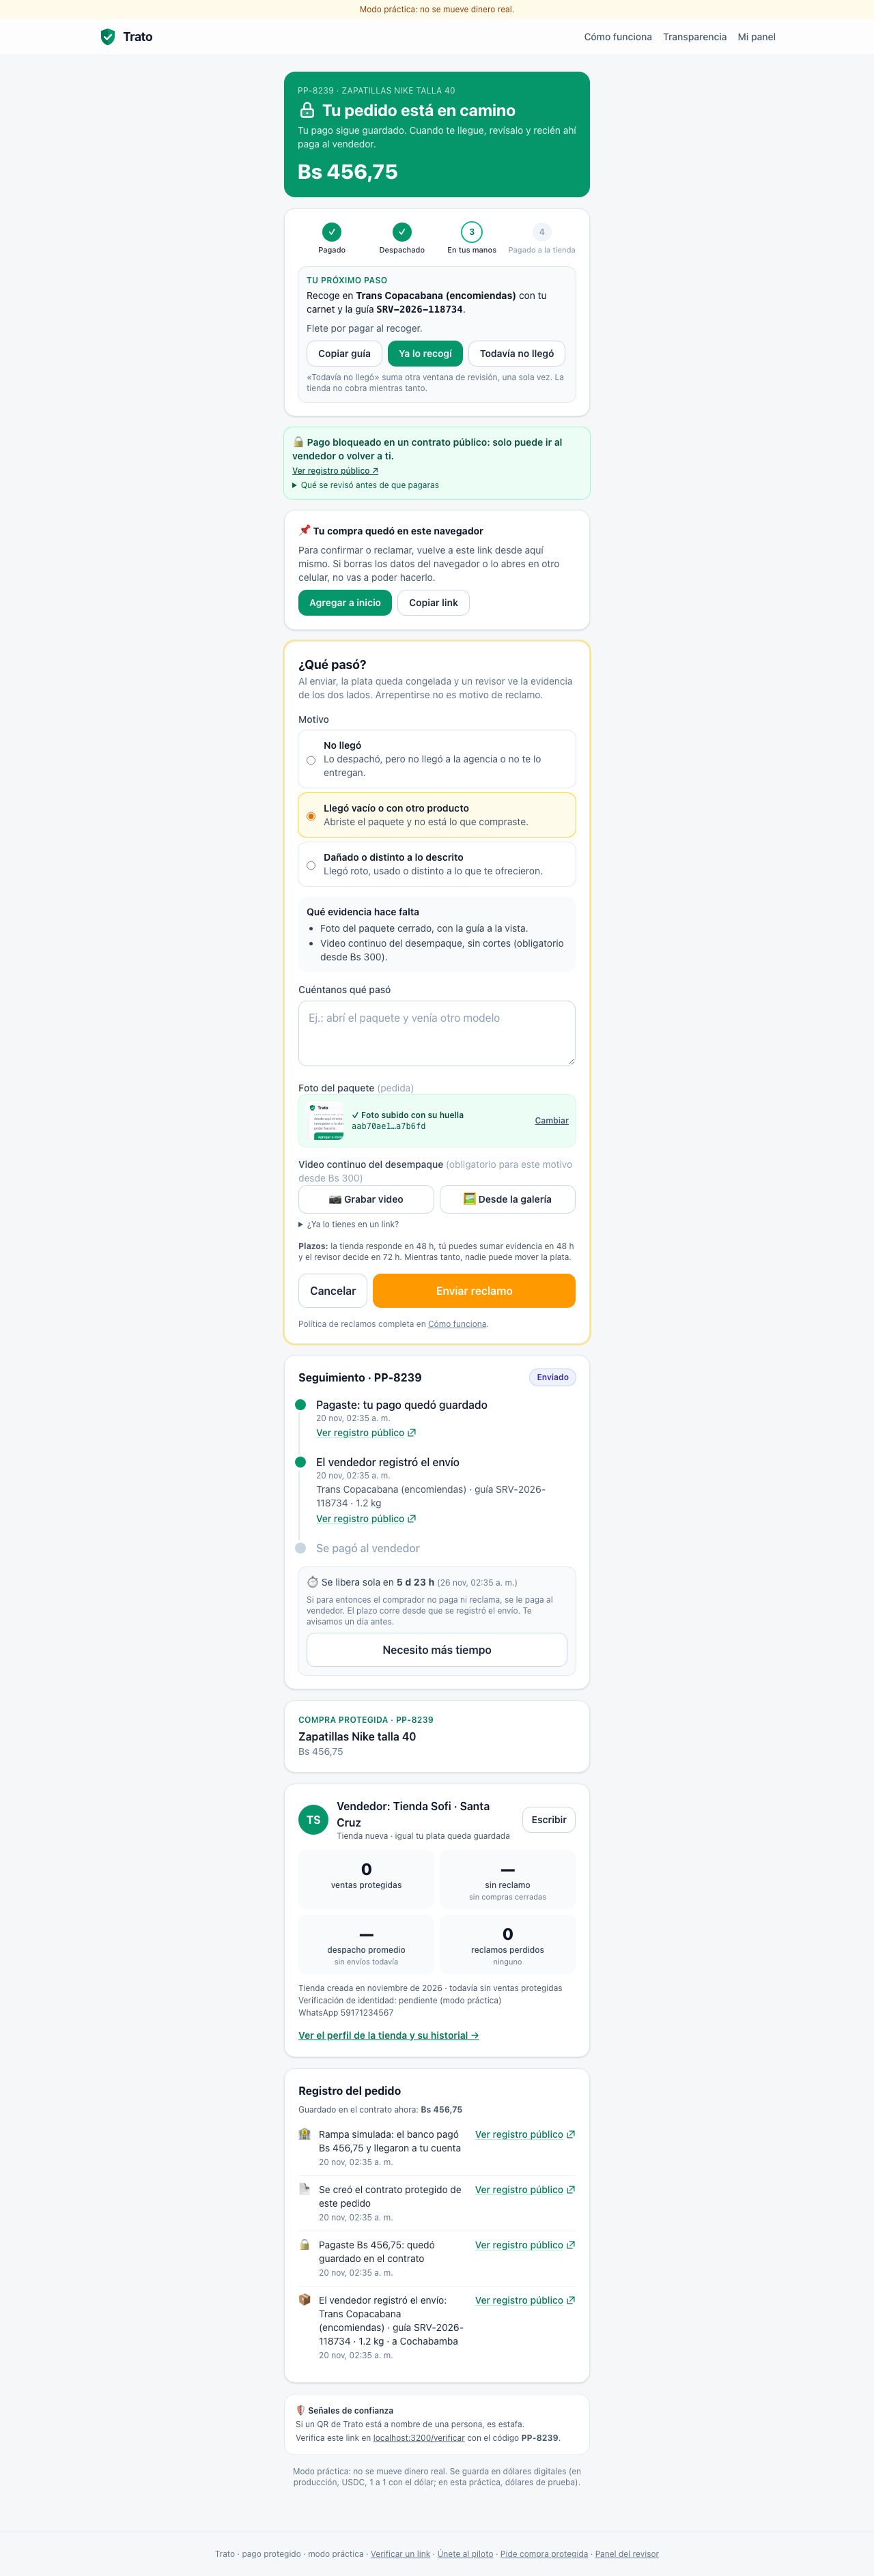 Modo práctica: no se mueve dinero real.
Trato
Cómo funciona Transparencia Mi panel
PP-8239 · ZAPATILLAS NIKE TALLA 40
Tu pedido está en camino
Tu pago sigue guardado. Cuando te llegue, revísalo y recién ahí
paga al vendedor.
Bs 456,75
3 4
Pagado Despachado En tus manos Pagado a la tienda
TU PRÓXIMO PASO
Recoge en Trans Copacabana (encomiendas) con tu
carnet y la guía SRV-2026-118734.
Flete por pagar al recoger.
Copiar guía Ya lo recogí Todavía no llegó
«Todavía no llegó» suma otra ventana de revisión, una sola vez. La
tienda no cobra mientras tanto.
Pago bloqueado en un contrato público: solo puede ir al
vendedor o volver a ti.
Ver registro público ↗
▶ Qué se revisó antes de que pagaras
Tu compra quedó en este navegador
Para confirmar o reclamar, vuelve a este link desde aquí
mismo. Si borras los datos del navegador o lo abres en otro
celular, no vas a poder hacerlo.
Agregar a inicio Copiar link
¿Qué pasó?
Al enviar, la plata queda congelada y un revisor ve la evidencia
de los dos lados. Arrepentirse no es motivo de reclamo.
Motivo
No llegó
Lo despachó, pero no llegó a la agencia o no te lo
entregan.
Llegó vacío o con otro producto
Abriste el paquete y no está lo que compraste.
Dañado o distinto a lo descrito
Llegó roto, usado o distinto a lo que te ofrecieron.
Qué evidencia hace falta
• Foto del paquete cerrado, con la guía a la vista.
• Video continuo del desempaque, sin cortes (obligatorio
desde Bs 300).
Cuéntanos qué pasó
Ej.: abrí el paquete y venía otro modelo
Foto del paquete (pedida)
Trato
✓ Foto subido con su huella
aab70ae1…a7b6fd
Cambiar
Video continuo del desempaque (obligatorio para este motivo
desde Bs 300)
Grabar video Desde la galería
▶ ¿Ya lo tienes en un link?
Plazos: la tienda responde en 48 h, tú puedes sumar evidencia en 48 h
y el revisor decide en 72 h. Mientras tanto, nadie puede mover la plata.
Cancelar Enviar reclamo
Política de reclamos completa en Cómo funciona.
Seguimiento · PP-8239 Enviado
Pagaste: tu pago quedó guardado
20 nov, 02:35 a. m.
Ver registro público
El vendedor registró el envío
20 nov, 02:35 a. m.
Trans Copacabana (encomiendas) · guía SRV-2026-
118734 · 1.2 kg
Ver registro público
Se pagó al vendedor
Se libera sola en 5 d 23 h (26 nov, 02:35 a. m.)
Si para entonces el comprador no paga ni reclama, se le paga al
vendedor. El plazo corre desde que se registró el envío. Te
avisamos un día antes.
Necesito más tiempo
COMPRA PROTEGIDA · PP-8239
Zapatillas Nike talla 40
Bs 456,75
TS
Vendedor: Tienda Sofi · Santa
Cruz
Tienda nueva · igual tu plata queda guardada
Escribir
0 —
ventas protegidas sin reclamo
sin compras cerradas
— 0
despacho promedio reclamos perdidos
sin envíos todavía ninguno
Tienda creada en noviembre de 2026 · todavía sin ventas protegidas
Verificación de identidad: pendiente (modo práctica)
WhatsApp 59171234567
Ver el perfil de la tienda y su historial →
Registro del pedido
Guardado en el contrato ahora: Bs 456,75
Rampa simulada: el banco pagó
Bs 456,75 y llegaron a tu cuenta
20 nov, 02:35 a. m.
Ver registro público
Se creó el contrato protegido de
este pedido
20 nov, 02:35 a. m.
Ver registro público
Pagaste Bs 456,75: quedó
guardado en el contrato
20 nov, 02:35 a. m.
Ver registro público
El vendedor registró el envío:
Trans Copacabana
(encomiendas) · guía SRV-2026-
118734 · 1.2 kg · a Cochabamba
20 nov, 02:35 a. m.
Ver registro público
Señales de confianza
Si un QR de Trato está a nombre de una persona, es estafa.
Verifica este link en localhost:3200/verificar con el código PP-8239.
Modo práctica: no se mueve dinero real. Se guarda en dólares digitales (en
producción, USDC, 1 a 1 con el dólar; en esta práctica, dólares de prueba).
Trato · pago protegido · modo práctica · Verificar un link · Únete al piloto · Pide compra protegida · Panel del revisor